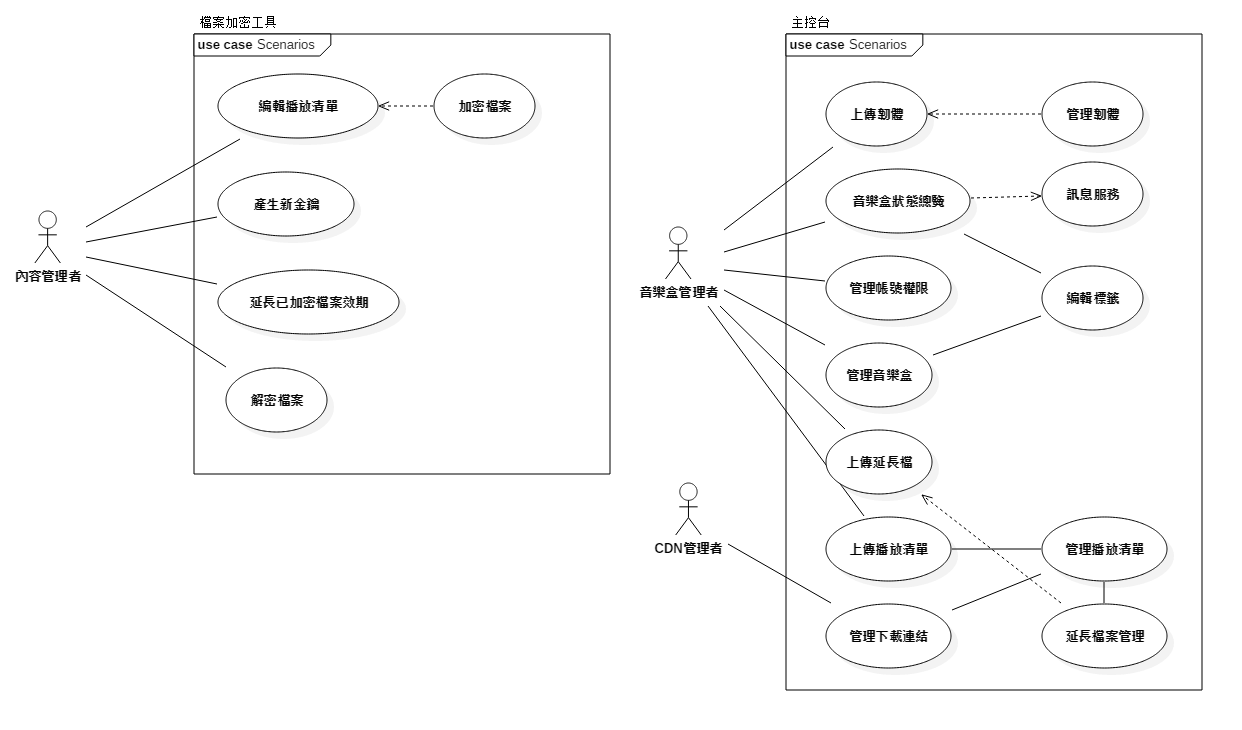 檔案加密工具
use case Scenarios
編輯播放清單
加密檔案
產生新金鑰
內容管理者
延長已加密檔案效期
解密檔案
主控台
use case Scenarios
上傳韌體
管理韌體
音樂盒狀態總覽
訊息服務
音樂盒管理者
管理帳號權限
編輯標籤
管理音樂盒
上傳延長檔
CDN管理者
上傳播放清單
管理播放清單
管理下載連结
延長檔案管理